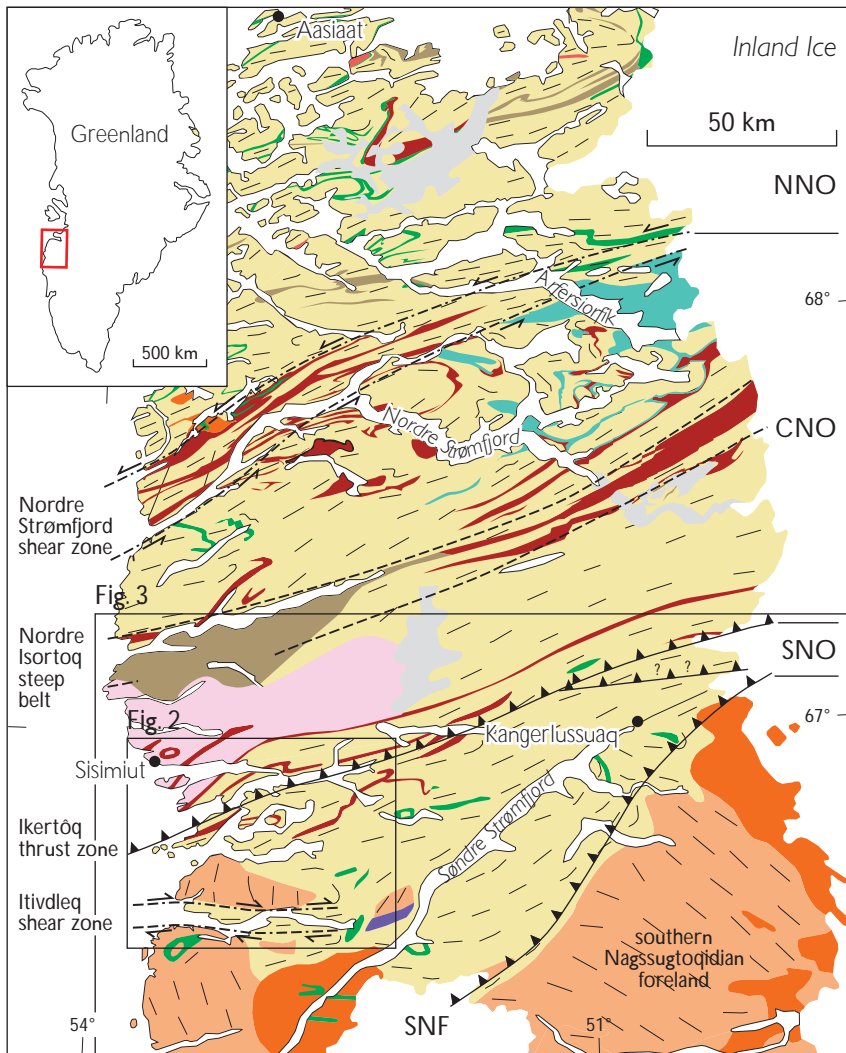 Aasiaat
Inland Ice
Greenland
50 km
NNO
500 km
68°
Arfersiorfik
Nordre Strømfjord
CNO
Nordre
Strømfjord
shear zone
Fig. 3
Nordre
Isortoq
steep
belt
SNO
? ?
67°
Fig. 2
Kangerlussuaq
Sisimiut
Søndre Strømfjord
Ikertôq
thrust zone
Itivdleq
shear zone
southern
Nagssugtoqidian
foreland
54°
SNF
51°